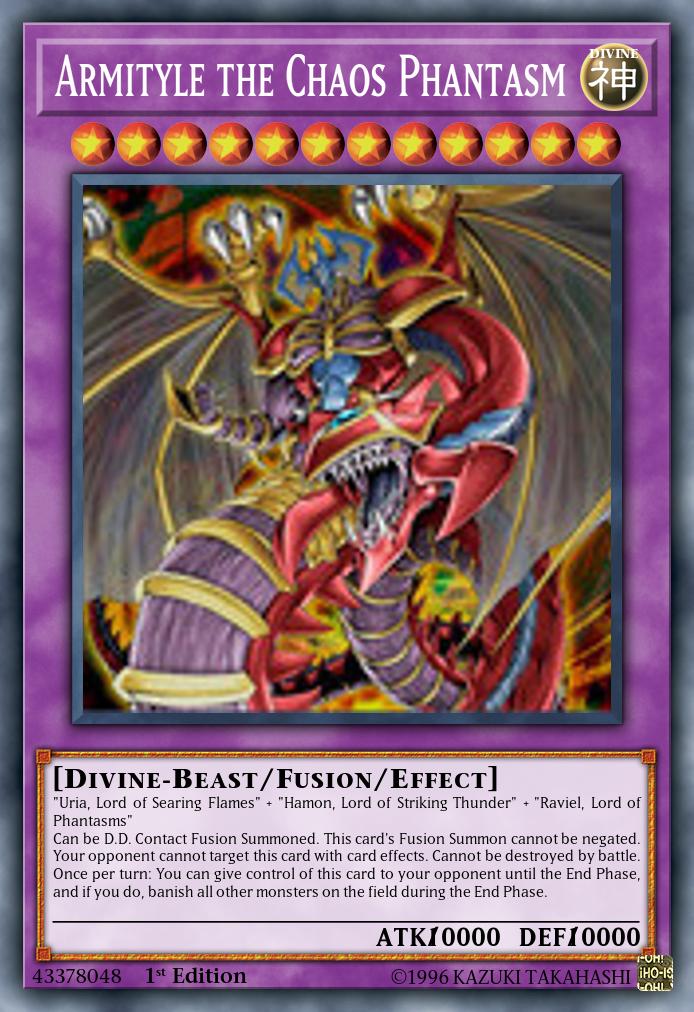 ARMITYLE THE CHAOS PHANTASM
DIVINE
神
[DIVINE-BEAST/FUSION/EFFECT]
"Uria, Lord of Searing Flames" + "Hamon, Lord of Striking Thunder" + "Raviel, Lord of
Phantasms"
Can be D.D. Contact Fusion Summoned. This card's Fusion Summon cannot be negated.
Your opponent cannot target this card with card effects. Cannot be destroyed by battle.
Once per turn: You can give control of this card to your opponent until the End Phase,
and if you do, banish all other monsters on the field during the End Phase.
ATK/10000 DEF/10000
43378048 1st Edition ©1996 KAZUKI TAKAHASHI